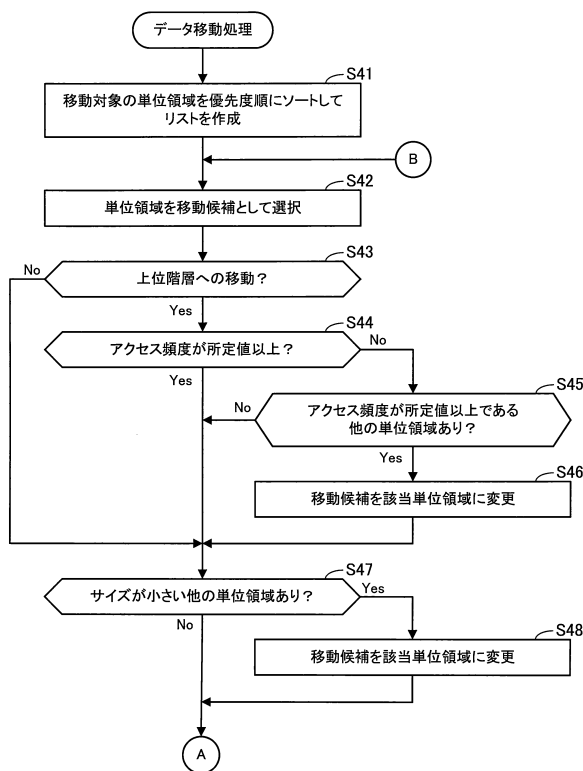 データ移動処理
S41
移動対象の単位領域を優先度順にソートして
リストを作成
B
S42
単位領域を移動候補として選択
S43
No
上位階層への移動？
Yes
S44
アクセス頻度が所定値以上？
No
Yes
S45
No
アクセス頻度が所定値以上である
他の単位領域あり？
Yes
S46
移動候補を該当単位領域に変更
S47
サイズが小さい他の単位領域あり？
Yes
No
S48
移動候補を該当単位領域に変更
A